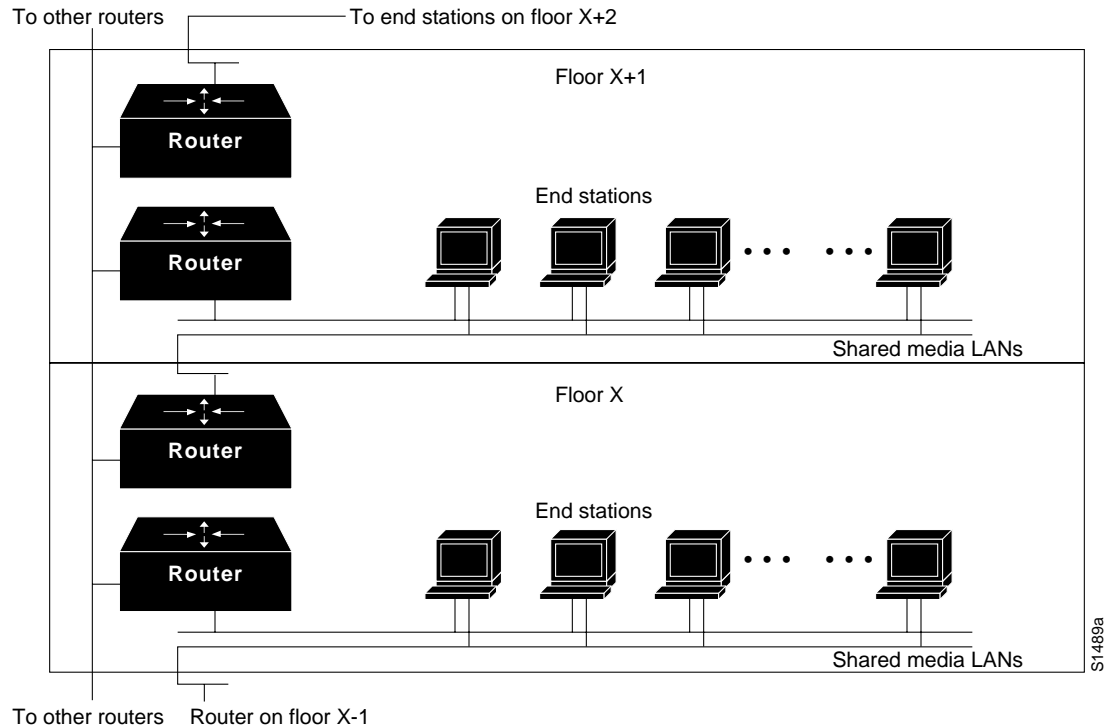 To other routers
To end stations on floor X+2
Floor X+1
Router
End stations
Router
Shared media LANs
Floor X
Router
End stations
Router
Shared media LANs
S1489a
To other routers
Router on floor X-1